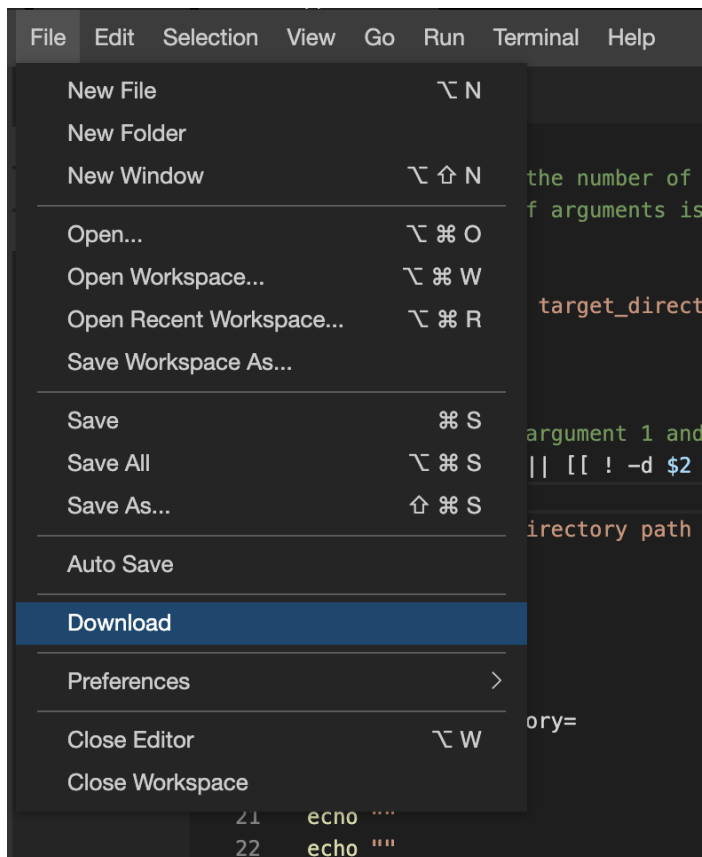 File Edit Selection View Go Run Terminal Help
New File ⌥ N
New Folder
New Window ⌥ ⇧ N
the number of
f arguments is
Open... ⌥ ⌘ O
Open Workspace... ⌥ ⌘ W
Open Recent Workspace... ⌥ ⌘ R
target_direct
Save Workspace As...
Save ⌘ S
argument 1 and
Save All ⌥ ⌘ S
|| [[ ! -d $2
Save As... ⇧ ⌘ S
irectory path
Auto Save
Download
Preferences >
ory=
Close Editor ⌥ W
Close Workspace
21 echo ""
22 echo ""